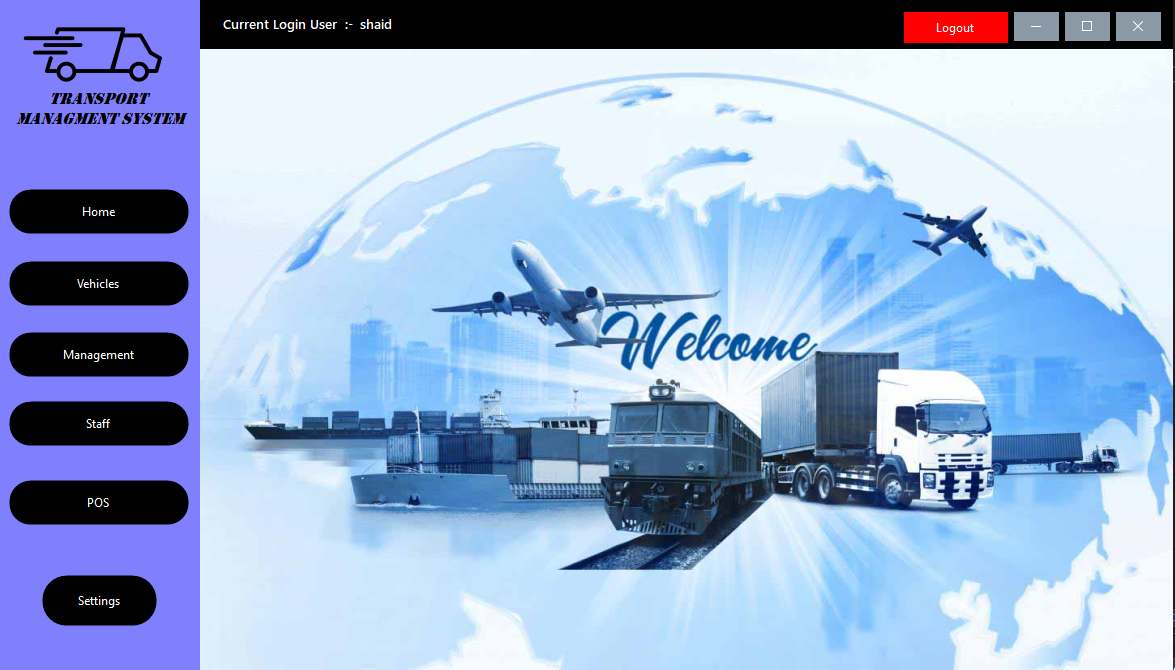 Current Login User :- shaid
Logout
TRANSPORT
MANAGMENT SYSTEM
Home
Vehicles
Management
Staff
POS
Settings
Welcome